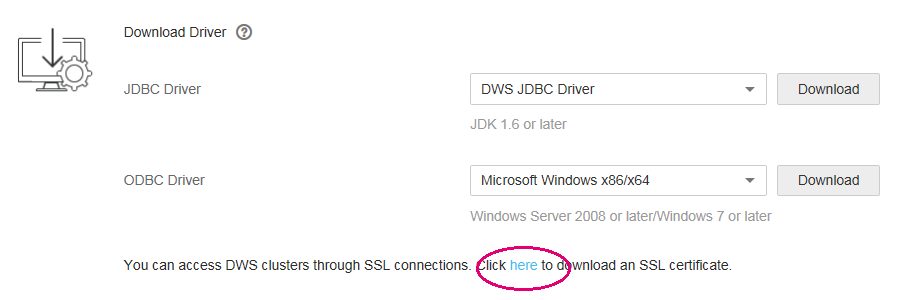 Download Driver ?
JDBC Driver DWS JDBC Driver Download
JDK 1.6 or later
ODBC Driver Microsoft Windows x86/x64 Download
Windows Server 2008 or later/Windows 7 or later
You can access DWS clusters through SSL connections. Click here to download an SSL certificate.